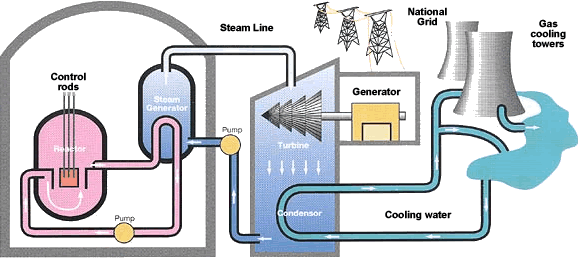 Steam Line
National
Grid
Gas
cooling
towers
Control
rods
Steam
Generator
Generator
Reactor
Pump
Turbine
Condensor
Cooling water
Pump